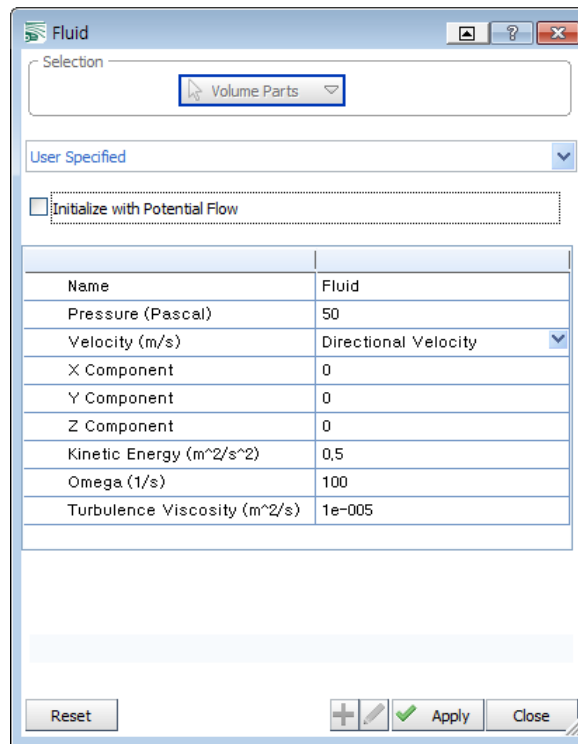 Fluid
Selection
Volume Parts
User Specified
Initialize with Potential Flow
Name Fluid
Pressure (Pascal) 50
Velocity (m/s) Directional Velocity
X Component 0
Y Component 0
Z Component 0
Kinetic Energy (m^2/s^2) 0,5
Omega (1/s) 100
Turbulence Viscosity (m^2/s) 1e-005
Reset Apply Close